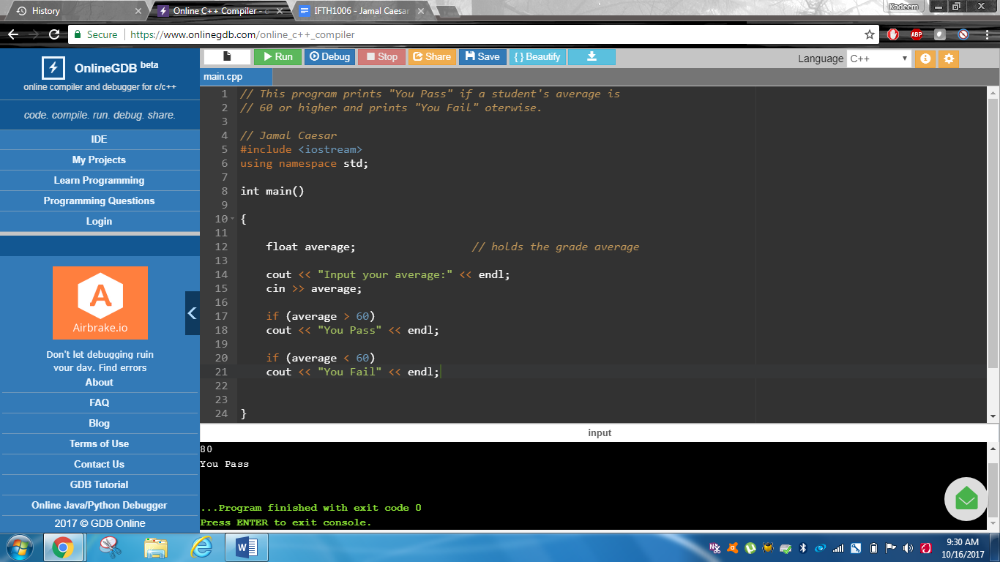 History
Online C++ Compiler - o
IFTH1006 - Jamal Caesar
Kadeem
Secure
https://www.onlinegdb.com/online_c++_compiler
ABP
OnlineGDB beta
online compiler and debugger for c/c++
code. compile. run. debug. share.
IDE
My Projects
Learn Programming
Programming Questions
Login
A
Airbrake.io
Don't let debugging ruin
your day. Find errors
About
FAQ
Blog
Terms of Use
Contact Us
GDB Tutorial
Online Java/Python Debugger
2017 © GDB Online
Run
Debug
Stop
Share
Save
{ } Beautify
Language
C++
main.cpp
1 // This program prints "You Pass" if a student's average is
2 // 60 or higher and prints "You Fail" oterwise.
3
4 // Jamal Caesar
5 #include <iostream>
6 using namespace std;
7
8 int main()
9
10 {
11
12 float average; // holds the grade average
13
14 cout << "Input your average:" << endl;
15 cin >> average;
16
17 if (average > 60)
18 cout << "You Pass" << endl;
19
20 if (average < 60)
21 cout << "You Fail" << endl;
22
23
24 }
input
80
You Pass
...Program finished with exit code 0
Press ENTER to exit console.
9:30 AM
10/16/2017